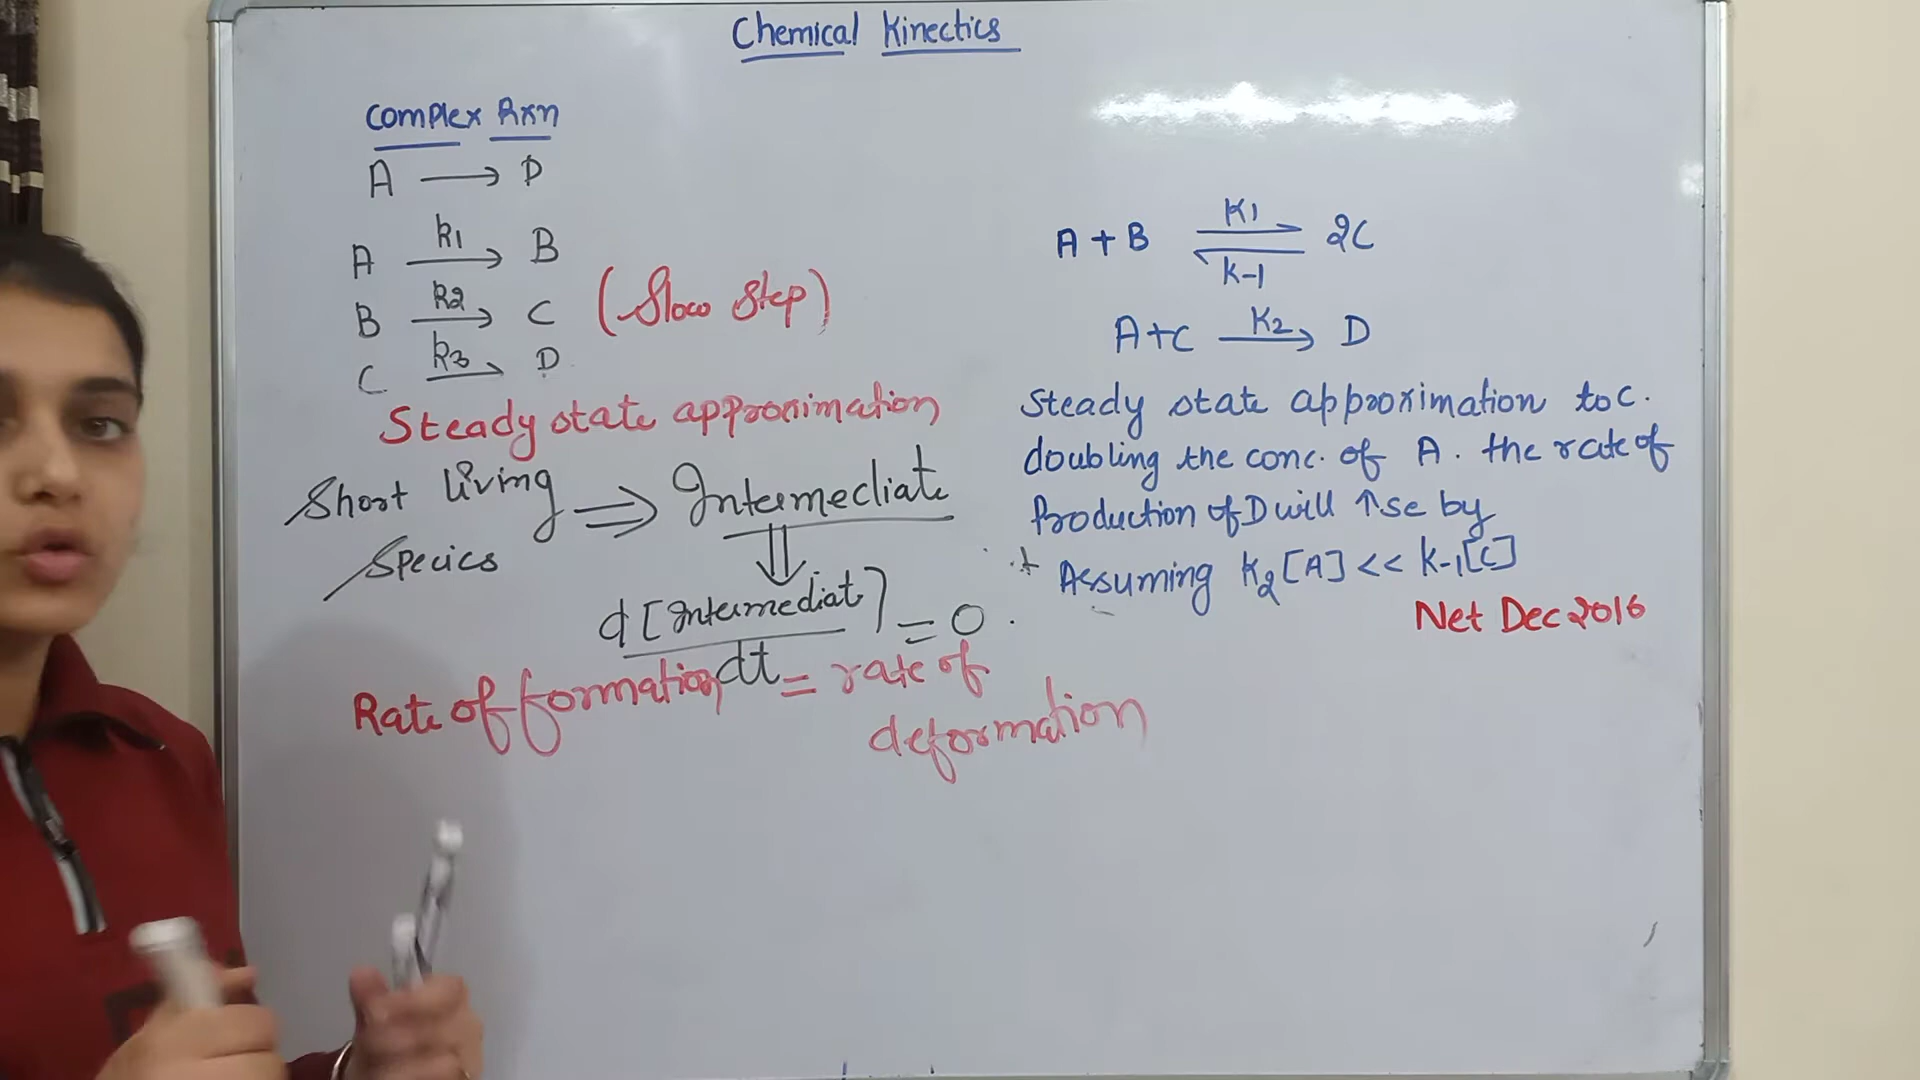 Chemical Kinectics
Complex Rxn
A ⟶ D
A k1⟶ B
B k2⟶ C (Slow Step)
C k3⟶ D
Steady state approximation
Short living ⟹ Intermediate
Species
d[Intermediat]/dt = 0
Rate of formation = rate of
deformation
A + B K1⇌K-1 2C
A+C K2⟶ D
Steady state approximation to C.
doubling the conc. of A. the rate of
Production of D will ↑se by
Assuming K2[A] << K-1[C]
Net Dec 2016